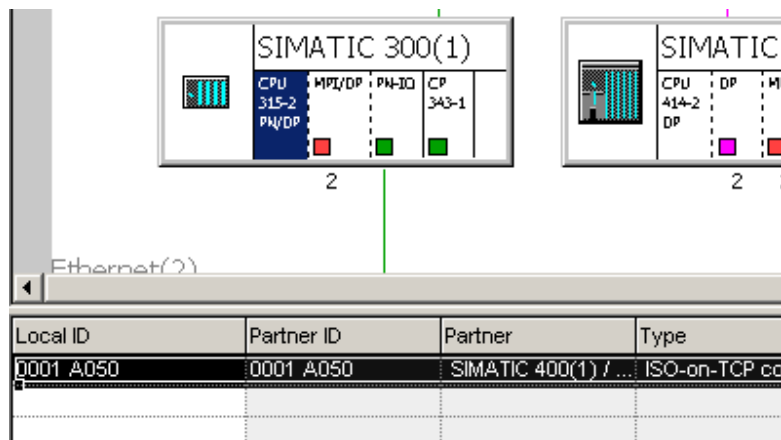 SIMATIC 300(1)
CPU 315-2 PN/DP
MPI/DP
PN-IO
CP 343-1
2
SIMATIC
CPU 414-2 DP
DP
2
Ethernet(2)
Local ID Partner ID Partner Type
0001 A050 0001 A050 SIMATIC 400(1) / ... ISO-on-TCP co